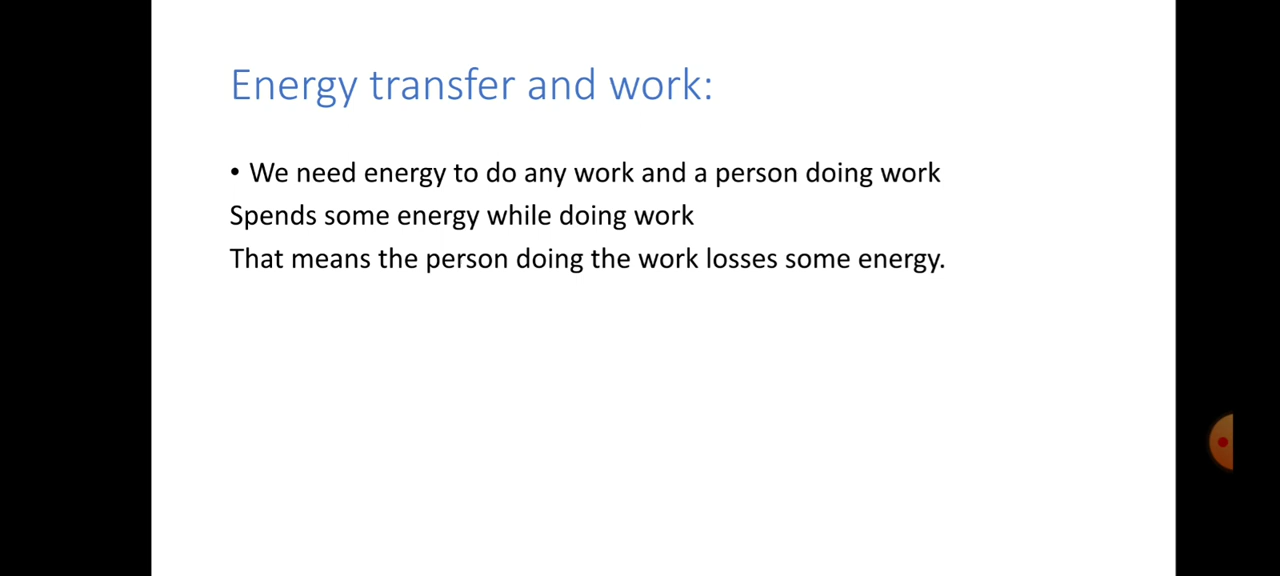 Energy transfer and work:
• We need energy to do any work and a person doing work
Spends some energy while doing work
That means the person doing the work losses some energy.